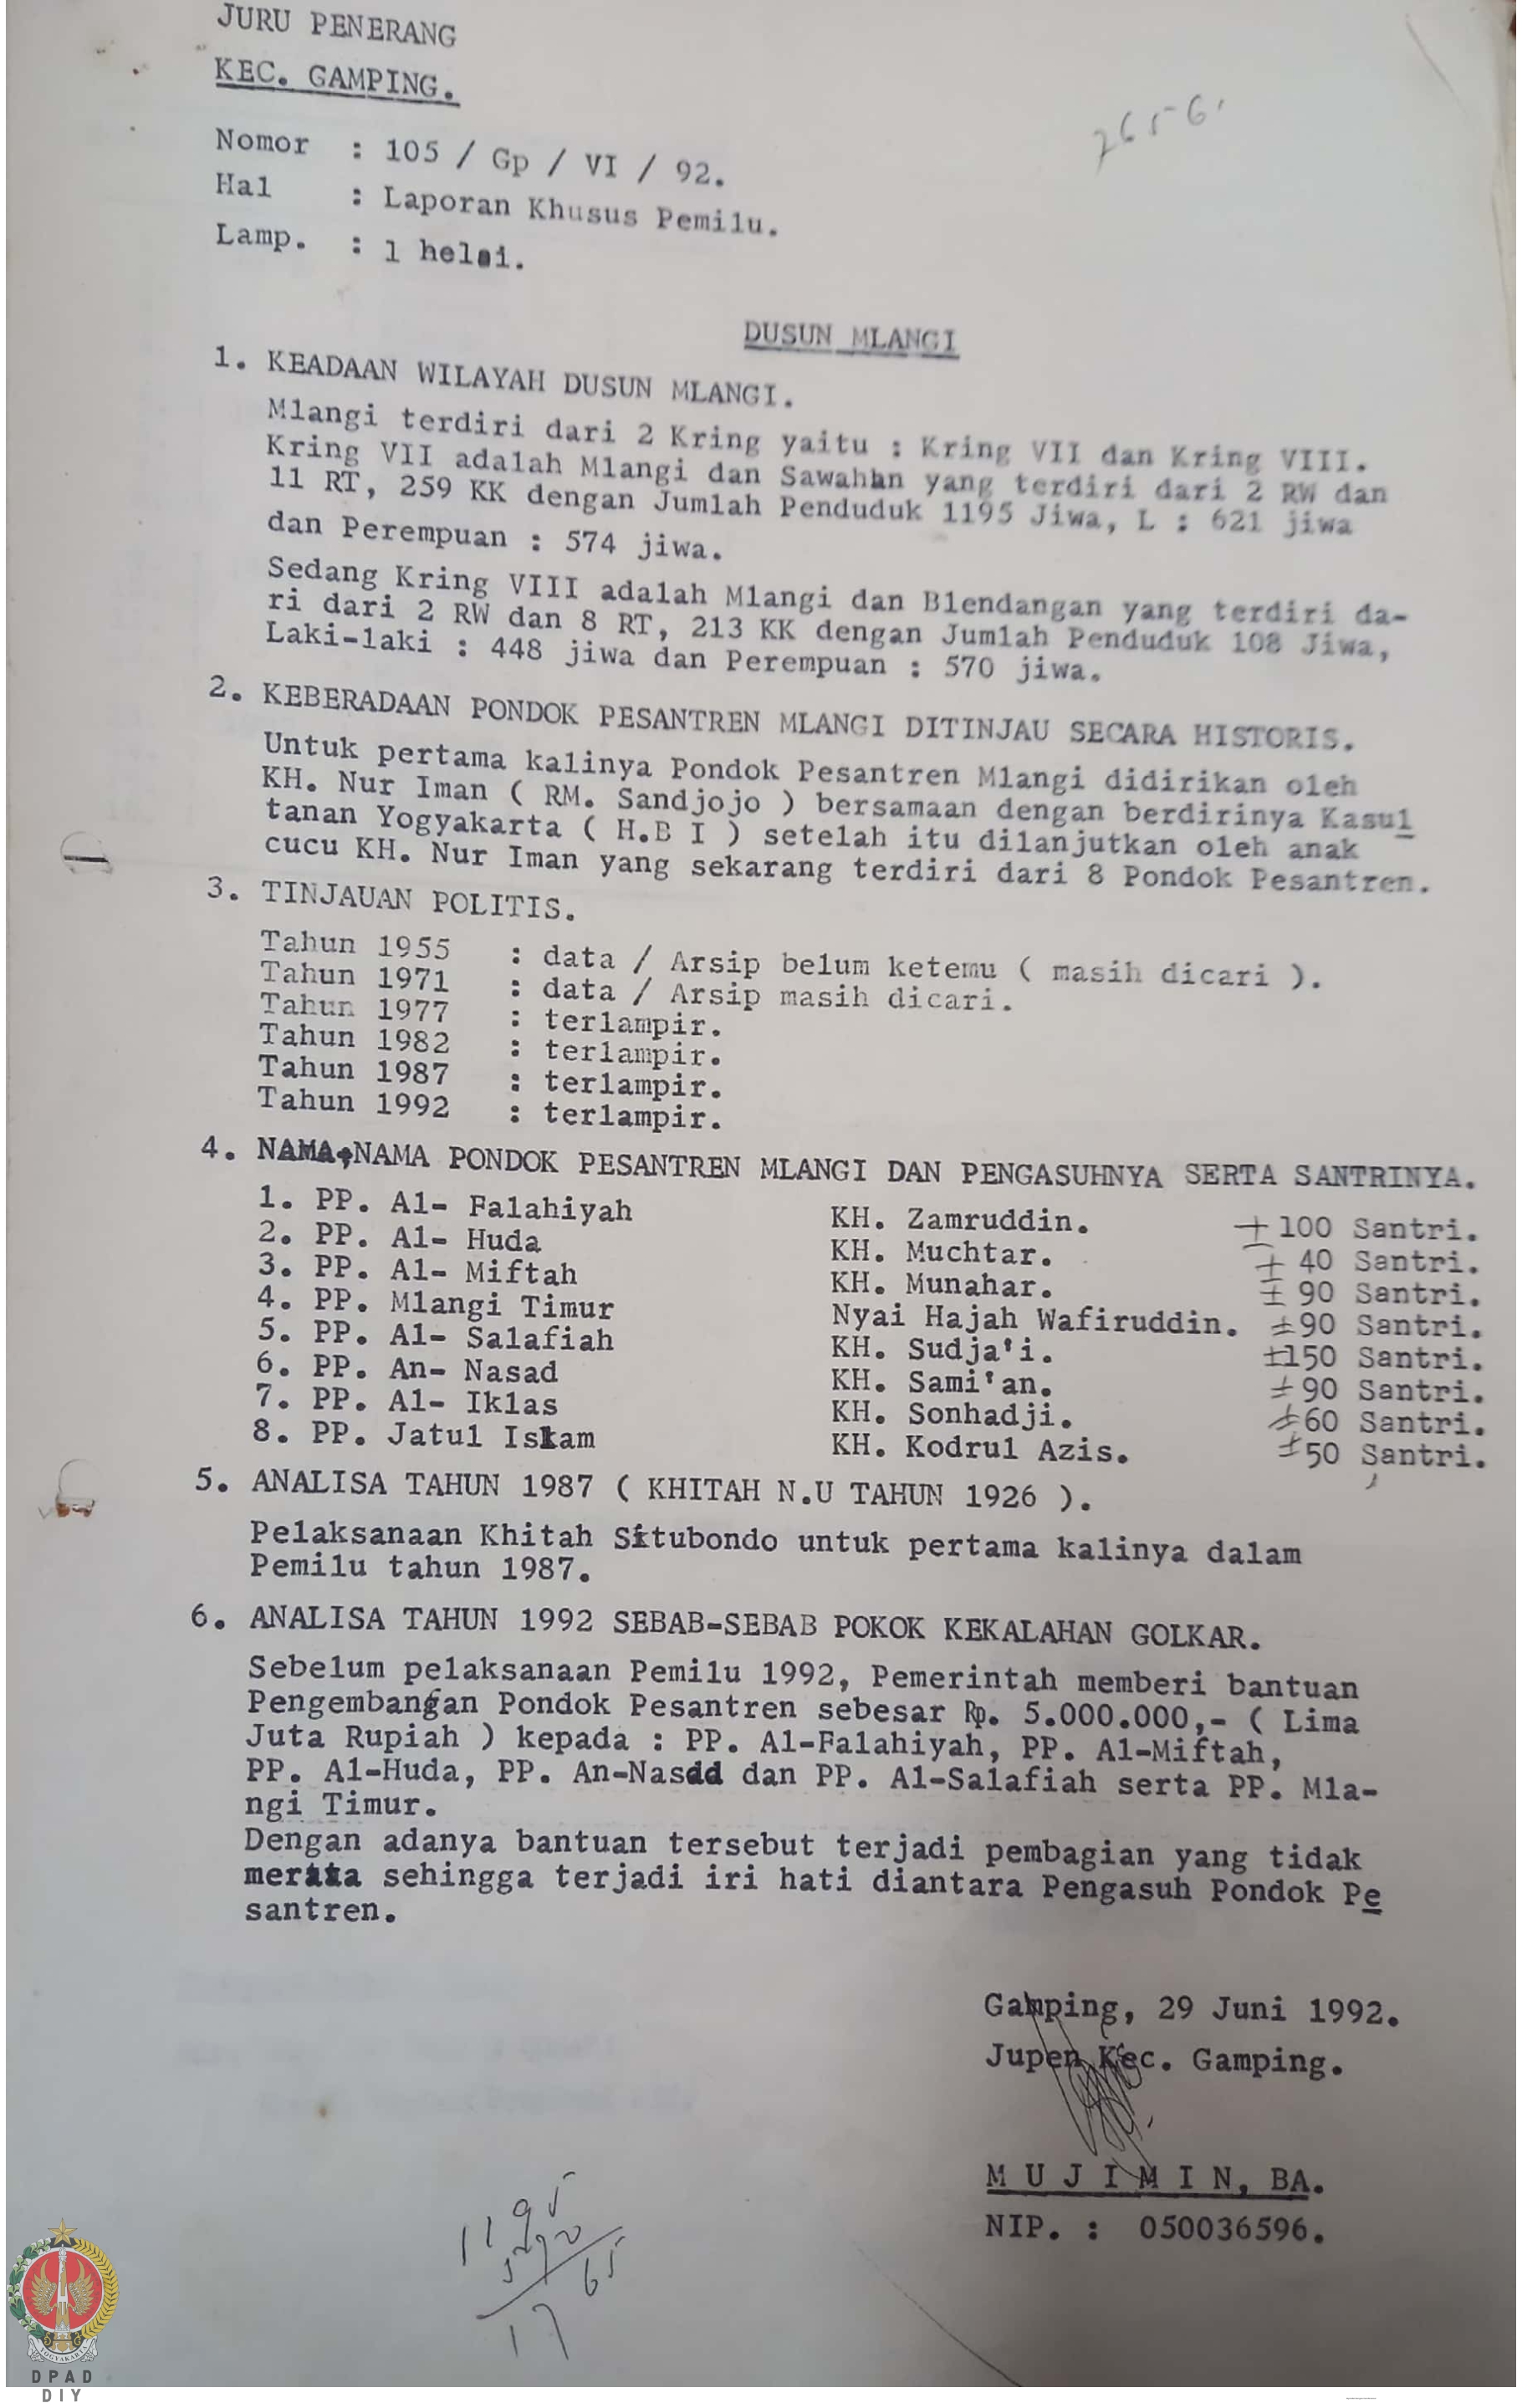 JURU PENERANG
KEC. GAMPING.
265-6.
Nomor : 105 / Gp / VI / 92.
Hal : Laporan Khusus Pemilu.
Lamp. : 1 helai.
DUSUN MLANGI
1. KEADAAN WILAYAH DUSUN MLANGI.
Mlangi terdiri dari 2 Kring yaitu : Kring VII dan Kring VIII.
Kring VII adalah Mlangi dan Sawahan yang terdiri dari 2 RW dan
11 RT, 259 KK dengan Jumlah Penduduk 1195 Jiwa, L : 621 jiwa
dan Perempuan : 574 jiwa.
Sedang Kring VIII adalah Mlangi dan Blendangan yang terdiri da-
ri dari 2 RW dan 8 RT, 213 KK dengan Jumlah Penduduk 108 Jiwa,
Laki-laki : 448 jiwa dan Perempuan : 570 jiwa.
2. KEBERADAAN PONDOK PESANTREN MLANGI DITINJAU SECARA HISTORIS.
Untuk pertama kalinya Pondok Pesantren Mlangi didirikan oleh
KH. Nur Iman ( RM. Sandjojo ) bersamaan dengan berdirinya Kasul
tanan Yogyakarta ( H.B I ) setelah itu dilanjutkan oleh anak
cucu KH. Nur Iman yang sekarang terdiri dari 8 Pondok Pesantren.
3. TINJAUAN POLITIS.
Tahun 1955 : data / Arsip belum ketemu ( masih dicari ).
Tahun 1971 : data / Arsip masih dicari.
Tahun 1977 : terlampir.
Tahun 1982 : terlampir.
Tahun 1987 : terlampir.
Tahun 1992 : terlampir.
4. NAMA-NAMA PONDOK PESANTREN MLANGI DAN PENGASUHNYA SERTA SANTRINYA.
1. PP. Al- Falahiyah KH. Zamruddin. ± 100 Santri.
2. PP. Al- Huda KH. Muchtar. ± 40 Santri.
3. PP. Al- Miftah KH. Munahar. ± 90 Santri.
4. PP. Mlangi Timur Nyai Hajah Wafiruddin. ± 90 Santri.
5. PP. Al- Salafiah KH. Sudja'i. ±150 Santri.
6. PP. An- Nasad KH. Sami'an. ± 90 Santri.
7. PP. Al- Iklas KH. Sonhadji. ± 60 Santri.
8. PP. Jatul Islam KH. Kodrul Azis. ± 50 Santri.
5. ANALISA TAHUN 1987 ( KHITAH N.U TAHUN 1926 ).
Pelaksanaan Khitah Situbondo untuk pertama kalinya dalam
Pemilu tahun 1987.
6. ANALISA TAHUN 1992 SEBAB-SEBAB POKOK KEKALAHAN GOLKAR.
Sebelum pelaksanaan Pemilu 1992, Pemerintah memberi bantuan
Pengembangan Pondok Pesantren sebesar Rp. 5.000.000,- ( Lima
Juta Rupiah ) kepada : PP. Al-Falahiyah, PP. Al-Miftah,
PP. Al-Huda, PP. An-Nasad dan PP. Al-Salafiah serta PP. Mla-
ngi Timur.
Dengan adanya bantuan tersebut terjadi pembagian yang tidak
merata sehingga terjadi iri hati diantara Pengasuh Pondok Pe
santren.
Gamping, 29 Juni 1992.
Jupen Kec. Gamping.
M U J I M I N, BA.
NIP. : 050036596.
1195
570
1765
YOGYAKARTA
DPAD
DIY